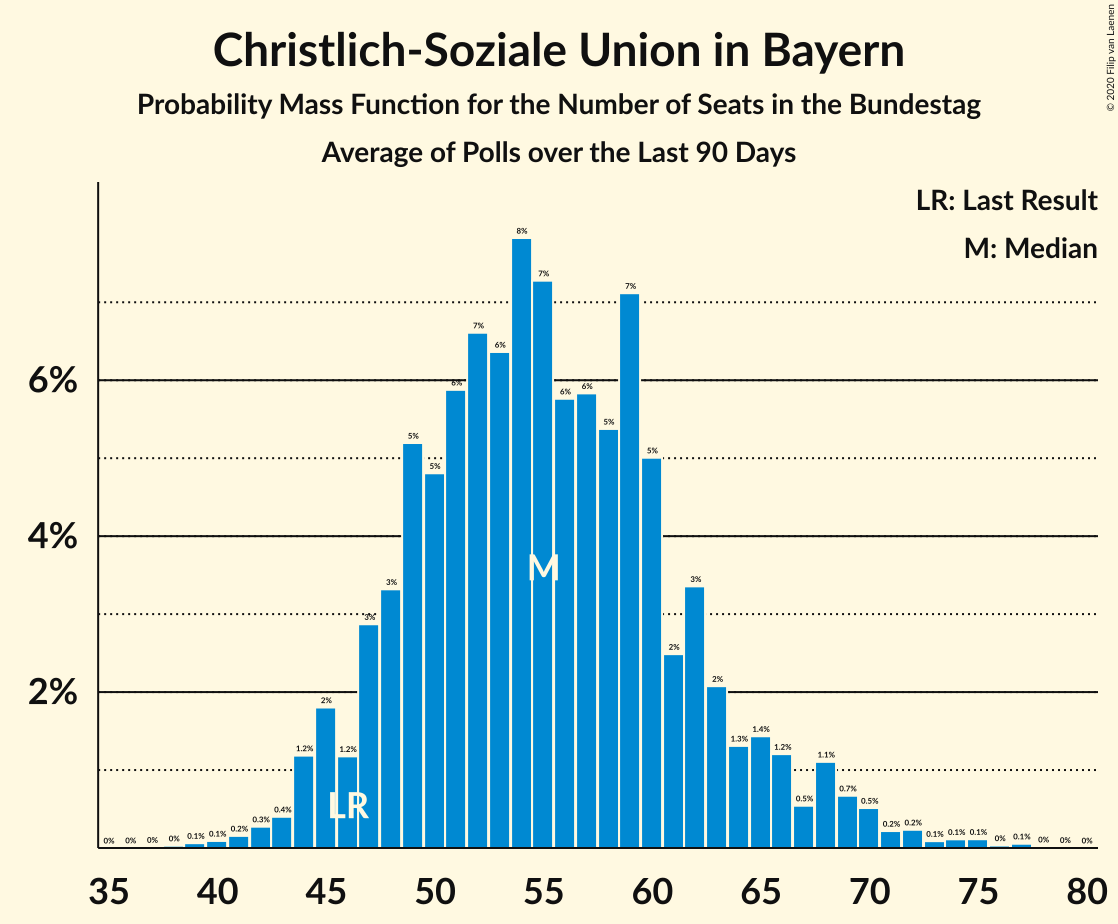 Christlich-Soziale Union in Bayern
Probability Mass Function for the Number of Seats in the Bundestag
Average of Polls over the Last 90 Days
© 2020 Filip van Laenen
LR: Last Result
M: Median
6%
4%
2%
0% 0% 0% 0% 0.1% 0.1% 0.2% 0.3% 0.4% 1.2% 2% 1.2% 3% 3% 5% 5% 6% 7% 6% 8% 7% 6% 6% 5% 7% 5% 2% 3% 2% 1.3% 1.4% 1.2% 0.5% 1.1% 0.7% 0.5% 0.2% 0.2% 0.1% 0.1% 0.1% 0% 0.1% 0% 0% 0%
M
LR
35 40 45 50 55 60 65 70 75 80